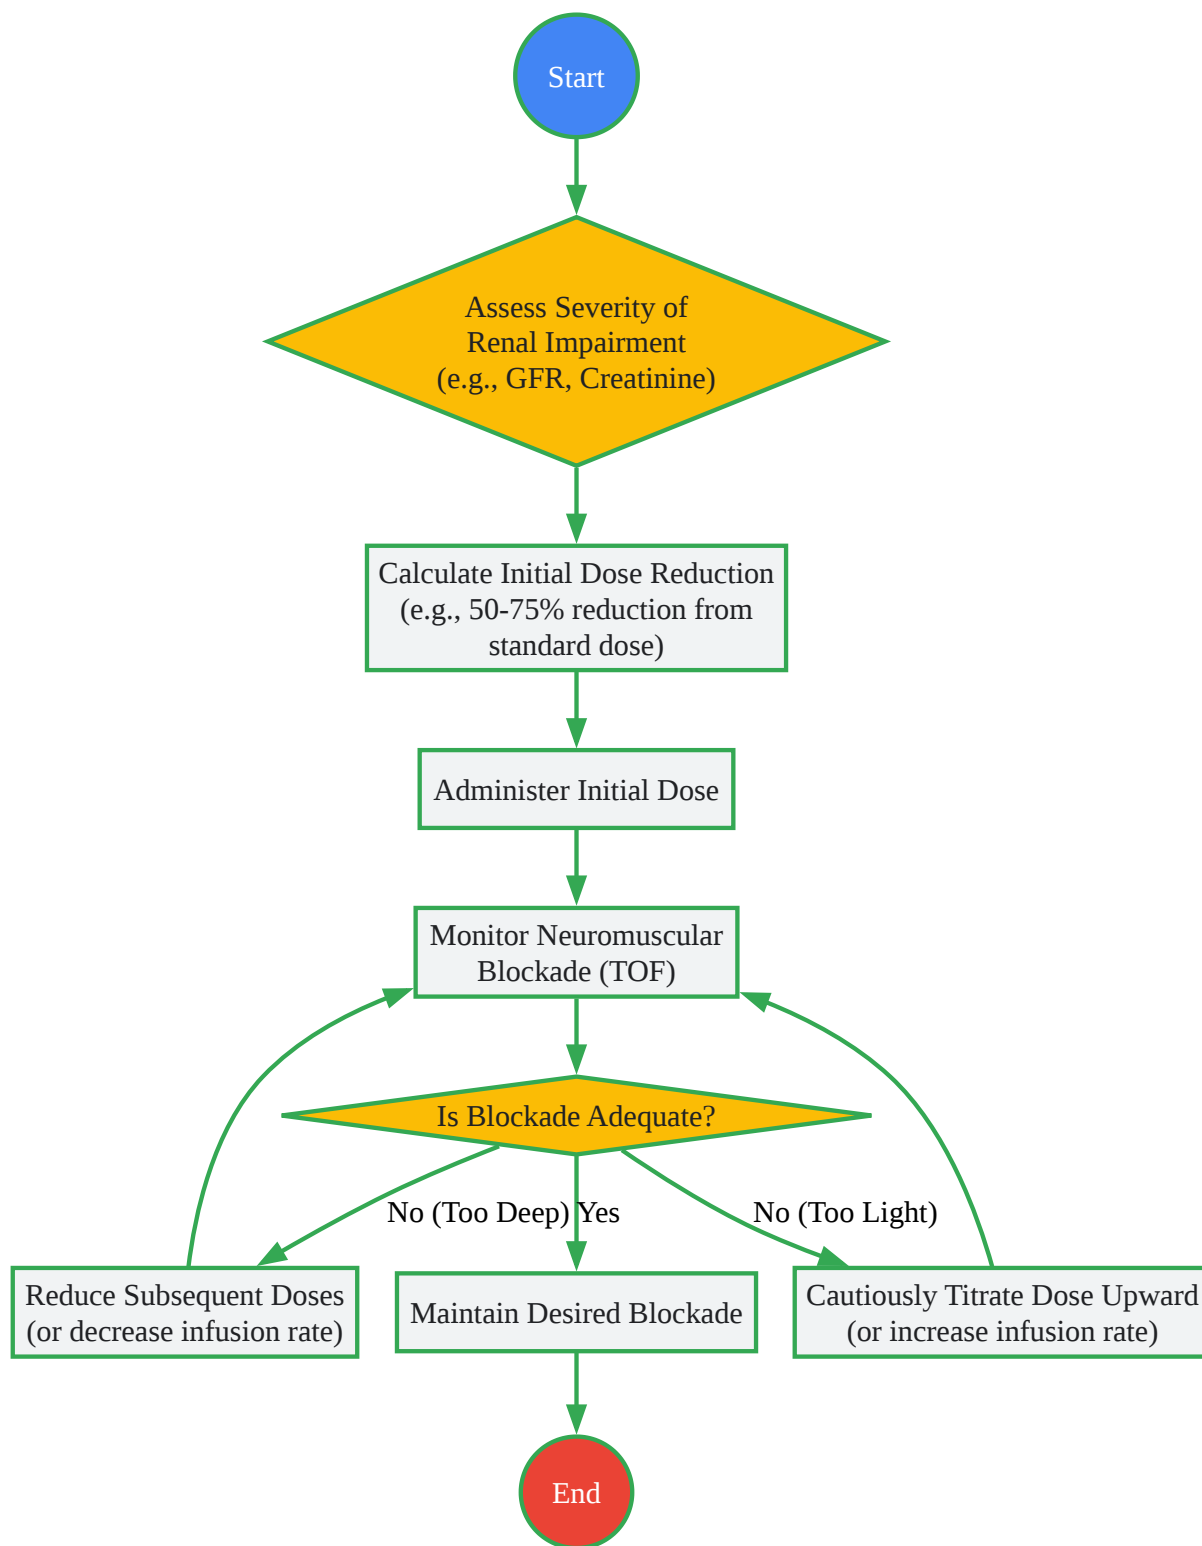 Start
Assess Severity of
Renal Impairment
(e.g., GFR, Creatinine)
Calculate Initial Dose Reduction
(e.g., 50-75% reduction from
standard dose)
Administer Initial Dose
Monitor Neuromuscular
Blockade (TOF)
Is Blockade Adequate?
No (Too Deep)
Yes
No (Too Light)
Reduce Subsequent Doses
(or decrease infusion rate)
Maintain Desired Blockade
Cautiously Titrate Dose Upward
(or increase infusion rate)
End